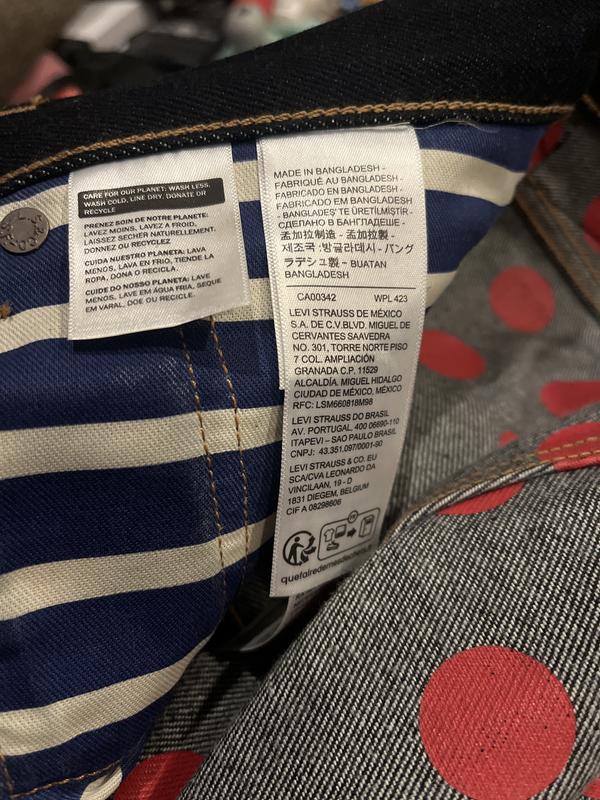 CARE FOR OUR PLANET: WASH LESS,
WASH COLD, LINE DRY, DONATE OR
RECYCLE
PRENEZ SOIN DE NOTRE PLANETE:
LAVEZ MOINS, LAVEZ A FROID,
LAISSEZ SECHER NATURELLEMENT.
DONNEZ OU RECYCLEZ
CUIDA NUESTRO PLANETA: LAVA
MENOS, LAVA EN FRIO, TIENDE LA
ROPA, DONA O RECICLA.
CUIDE DO NOSSO PLANETA: LAVE
MENOS, LAVE EM ÁGUA FRIA, SEQUE
EM VARAL, DOE OU RECICLE.
MADE IN BANGLADESH -
FABRIQUÉ AU BANGLADESH -
FABRICADO EN BANGLADESH -
FABRICADO EM BANGLADESH
- BANGLADEŞ'TE ÜRETİLMİŞTİR -
СДЕЛАНО В БАНГЛАДЕШЕ -
孟加拉制造 - 孟加拉製 -
제조국 : 방글라데시 - バング
ラデシュ製 - BUATAN
BANGLADESH
CA00342 WPL 423
LEVI STRAUSS DE MÉXICO
S.A. DE C.V.BLVD. MIGUEL DE
CERVANTES SAAVEDRA
NO. 301, TORRE NORTE PISO
7 COL. AMPLIACIÓN
GRANADA C.P. 11529
ALCALDÍA. MIGUEL HIDALGO
CIUDAD DE MÉXICO, MÉXICO
RFC: LSM660818M98
LEVI STRAUSS DO BRASIL
AV. PORTUGAL, 400 06690-110
ITAPEVI – SAO PAULO BRASIL
CNPJ: 43.351.097/0001-90
LEVI STRAUSS & CO. EU
SCA/CVA LEONARDO DA
VINCILAAN, 19 - D
1831 DIEGEM, BELGIUM
CIF A 08298606
FR
quefairedemesdechets.fr